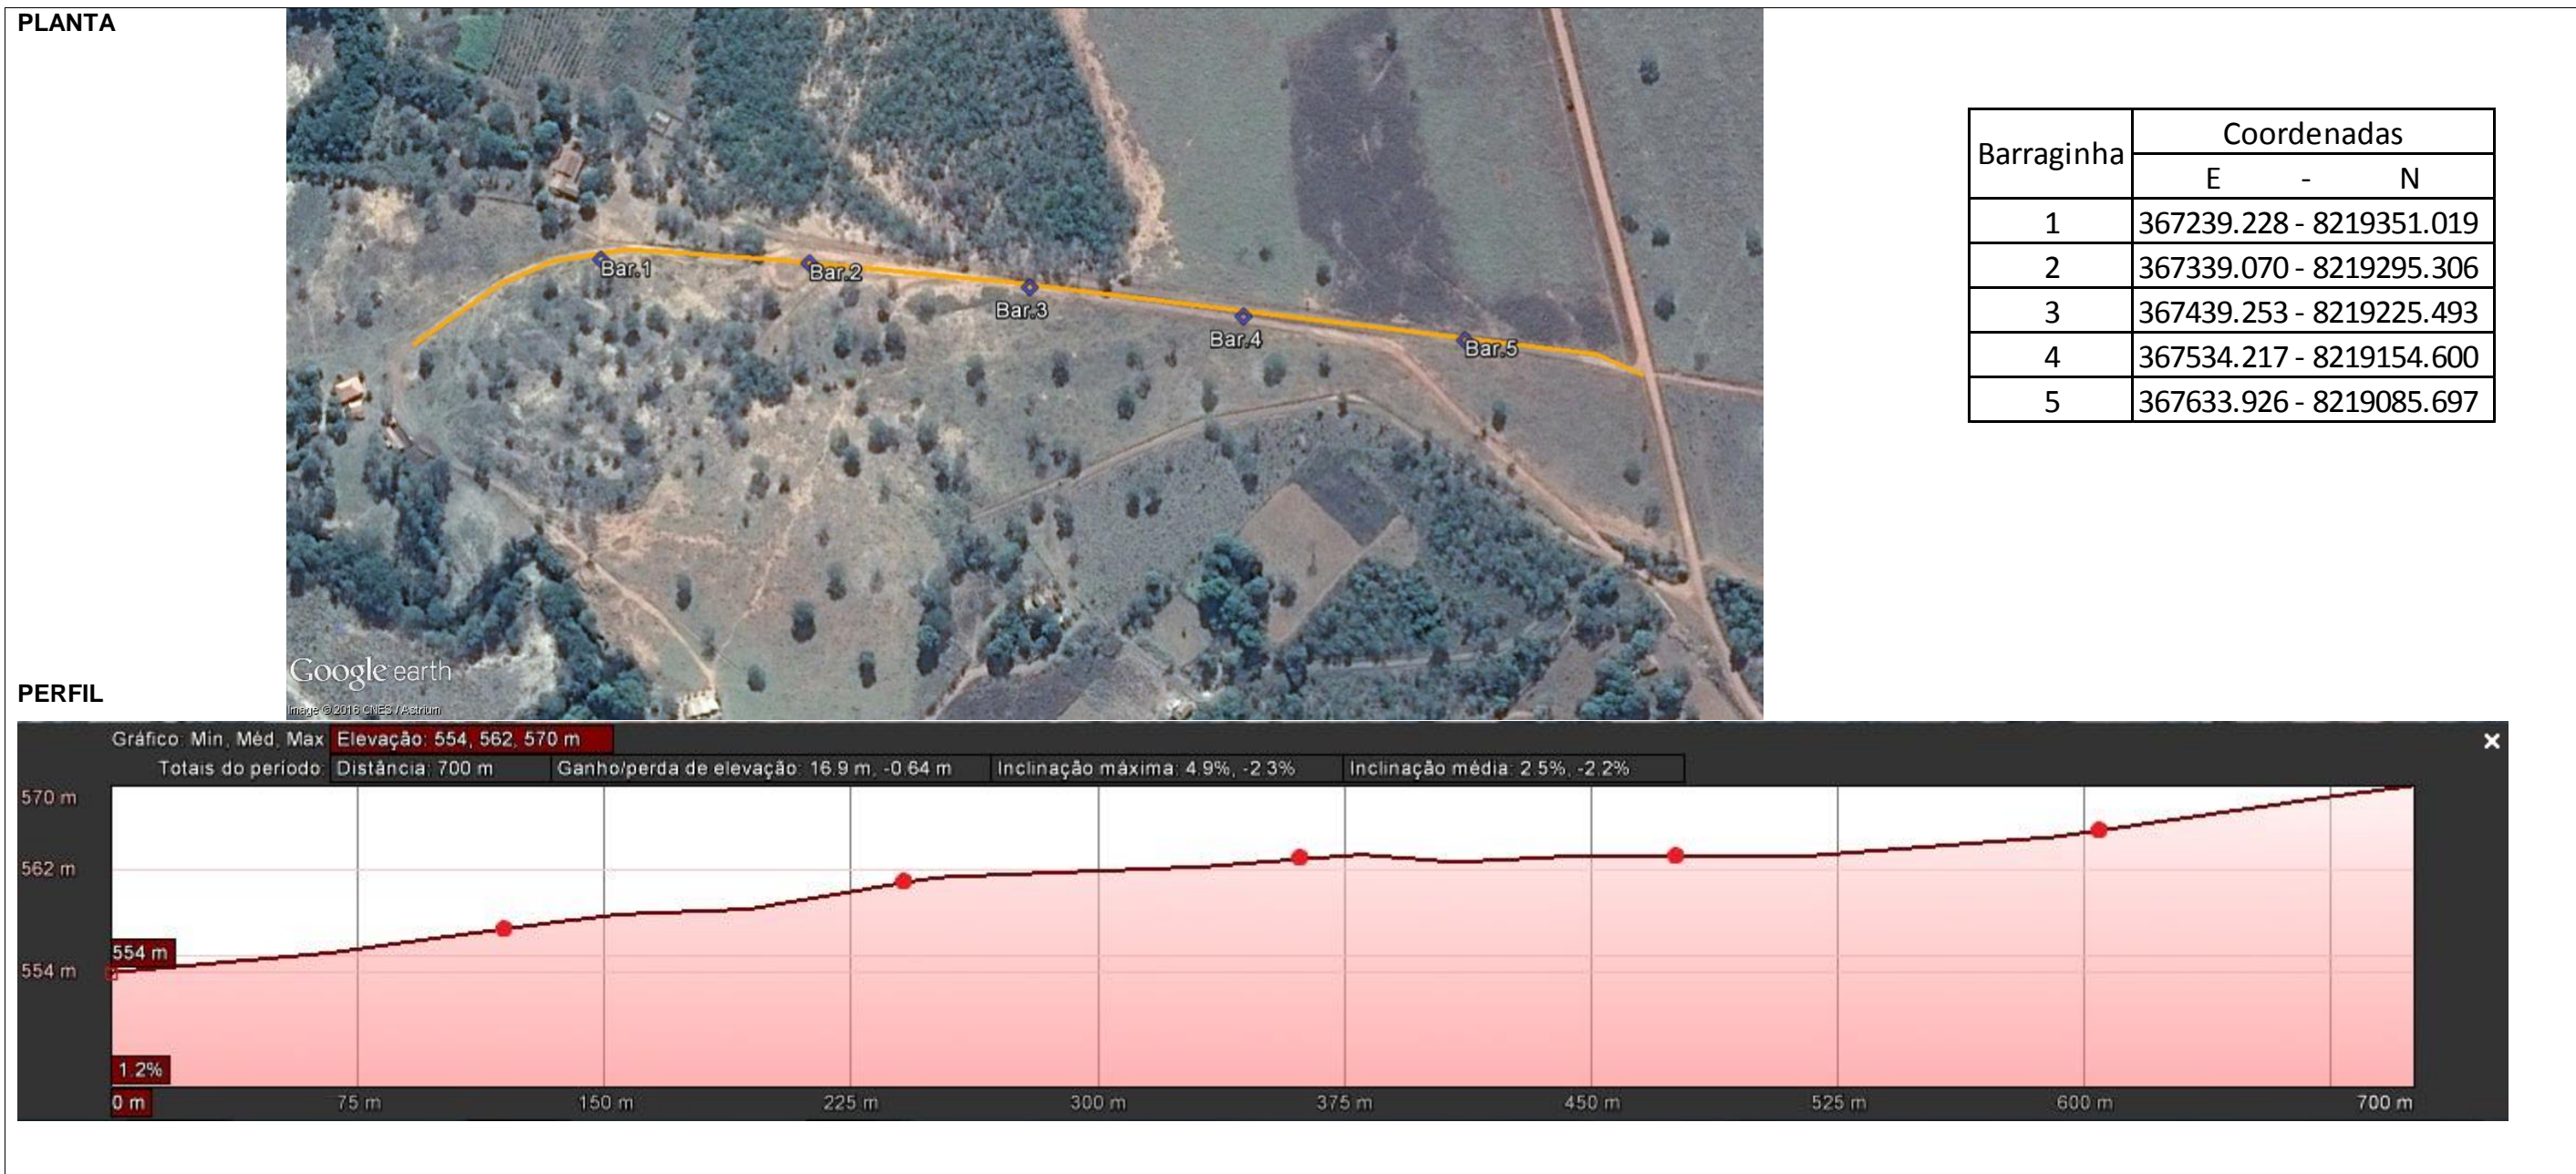 PLANTA
Barraginha
Coordenadas
E - N
1 367239.228 - 8219351.019
2 367339.070 - 8219295.306
3 367439.253 - 8219225.493
4 367534.217 - 8219154.600
5 367633.926 - 8219085.697
Bar.1
Bar.2
Bar.3
Bar.4
Bar.5
Google earth
Image © 2016 CNES / Astrium
PERFIL
Gráfico: Min, Méd, Max Elevação: 554, 562, 570 m
Totais do período: Distância: 700 m Ganho/perda de elevação: 16.9 m, -0.64 m Inclinação máxima: 4.9%, -2.3% Inclinação média: 2.5%, -2.2%
570 m
562 m
554 m
554 m
1.2%
0 m 75 m 150 m 225 m 300 m 375 m 450 m 525 m 600 m 700 m